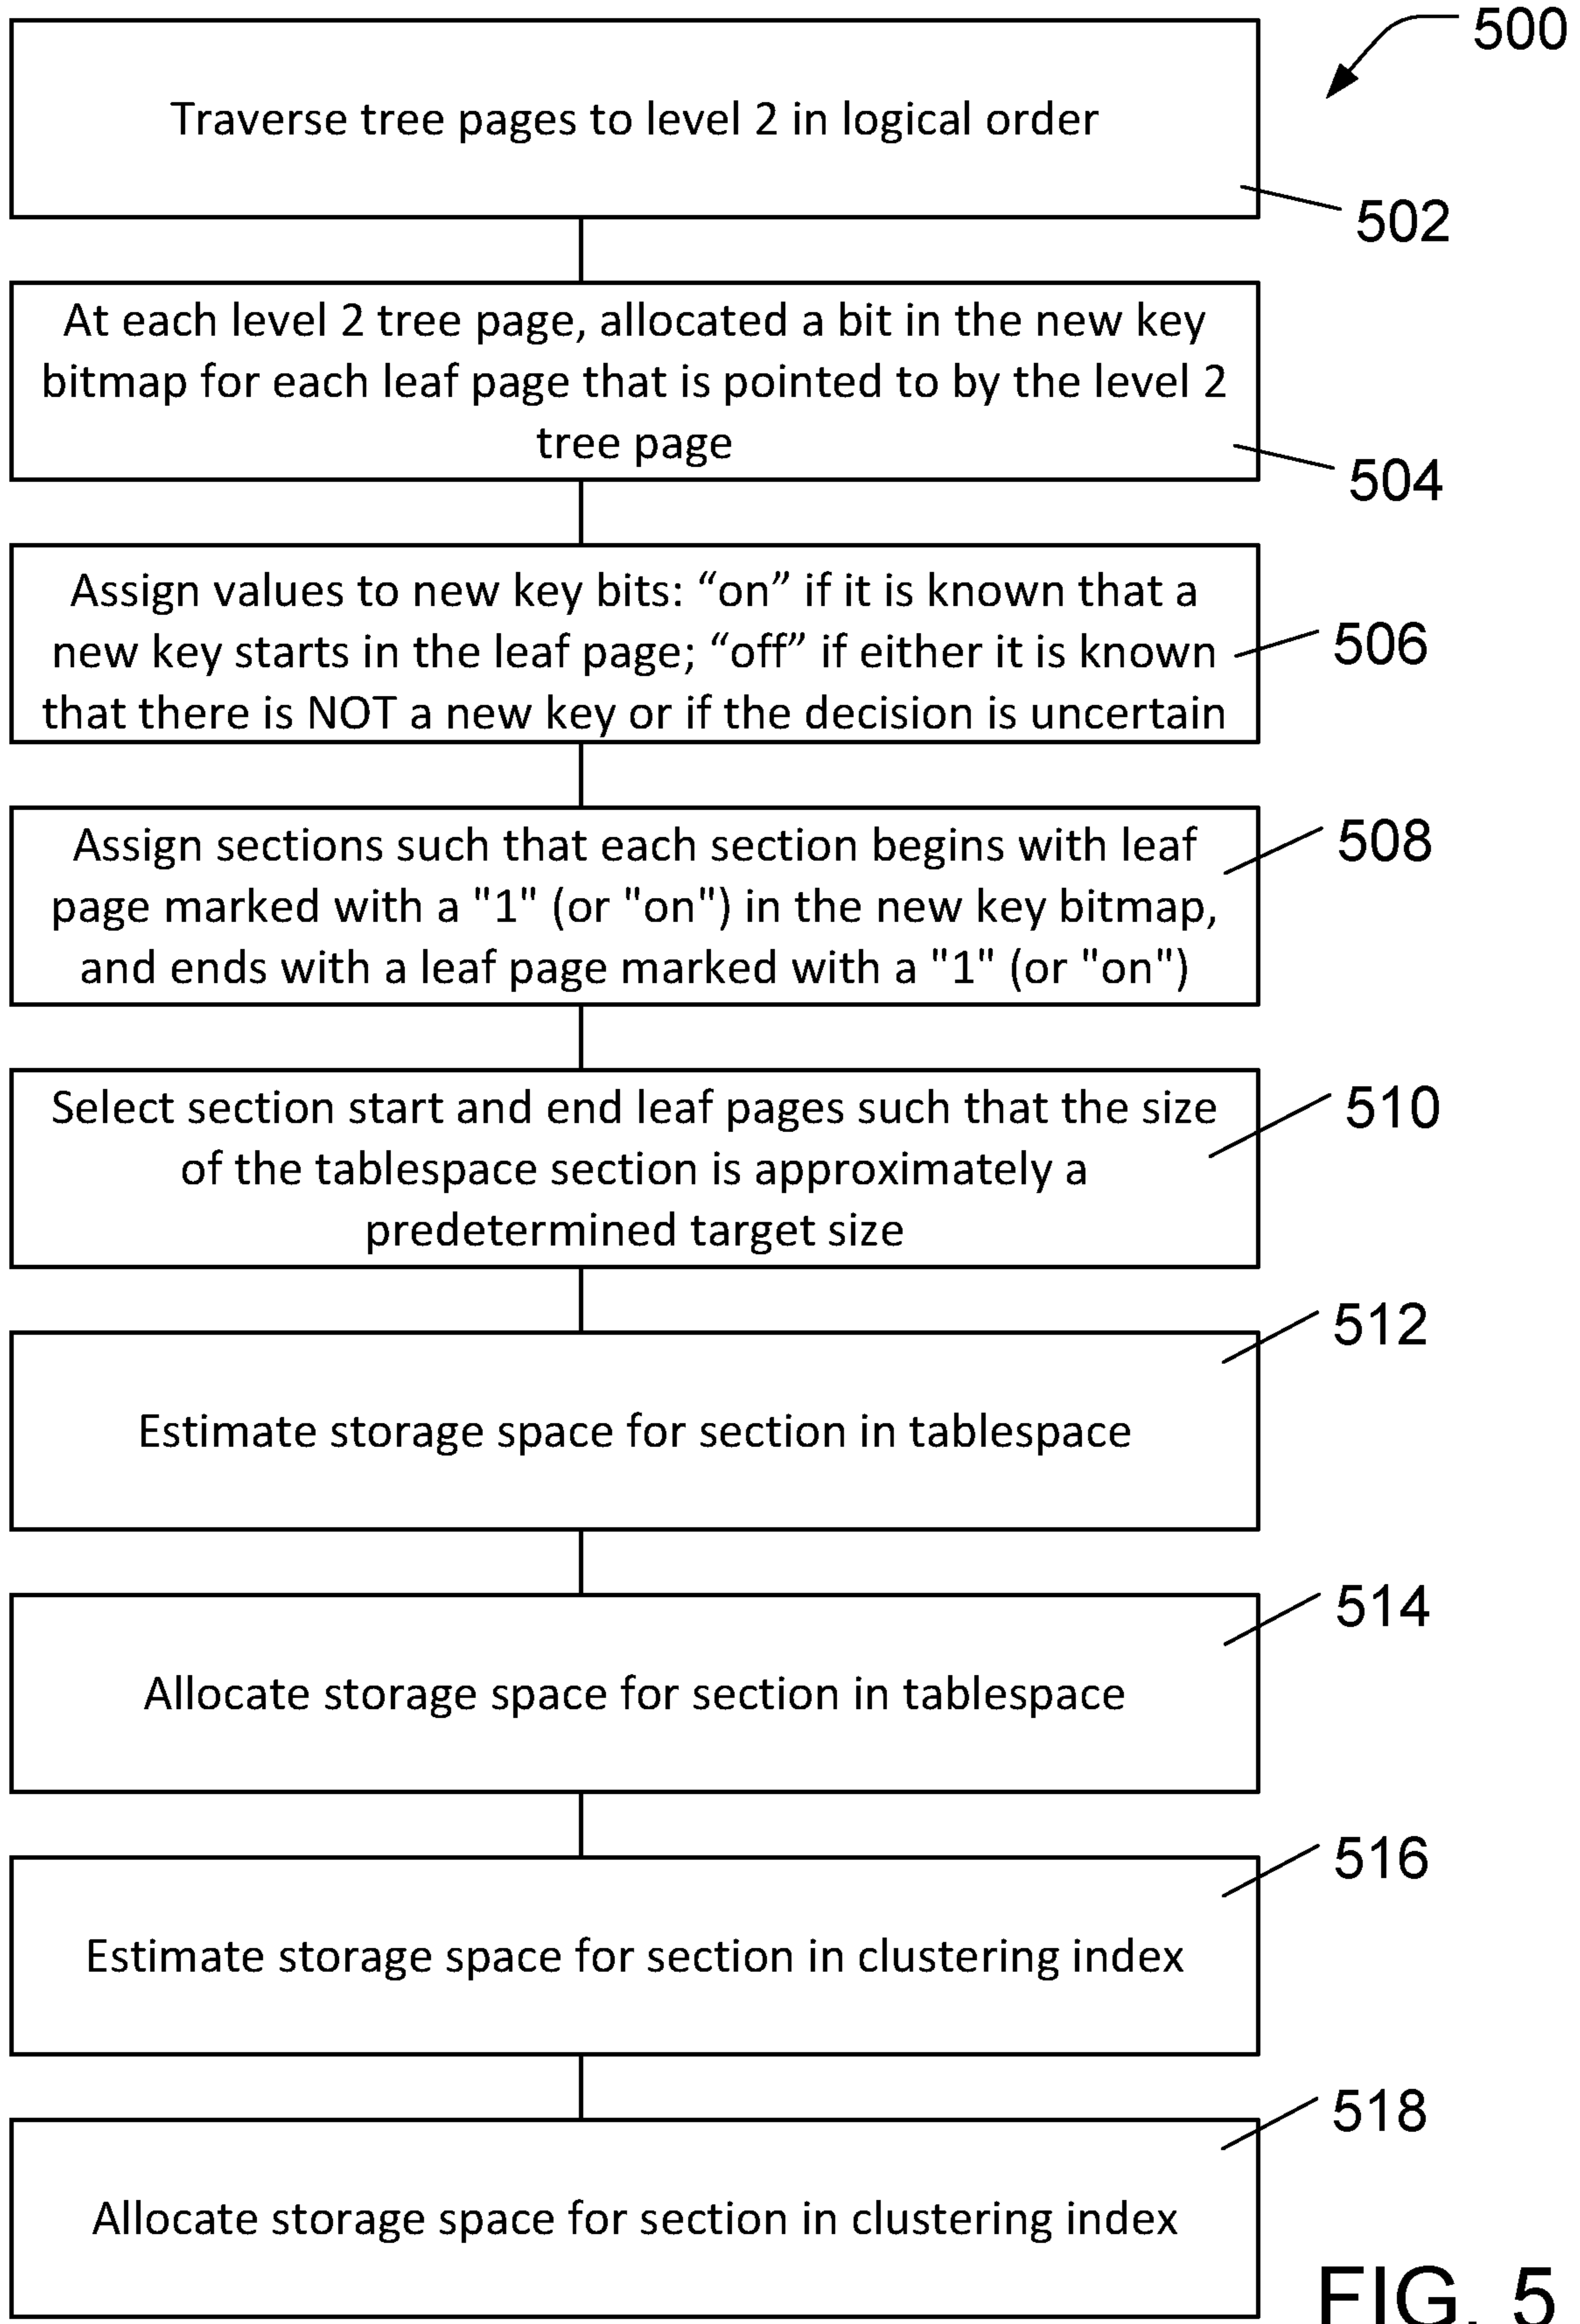 500
Traverse tree pages to level 2 in logical order
502
At each level 2 tree page, allocated a bit in the new key
bitmap for each leaf page that is pointed to by the level 2
tree page
504
Assign values to new key bits: “on” if it is known that a
new key starts in the leaf page; “off” if either it is known
that there is NOT a new key or if the decision is uncertain
506
Assign sections such that each section begins with leaf
page marked with a "1" (or "on") in the new key bitmap,
and ends with a leaf page marked with a "1" (or "on")
508
Select section start and end leaf pages such that the size
of the tablespace section is approximately a
predetermined target size
510
Estimate storage space for section in tablespace
512
Allocate storage space for section in tablespace
514
Estimate storage space for section in clustering index
516
Allocate storage space for section in clustering index
518
FIG. 5